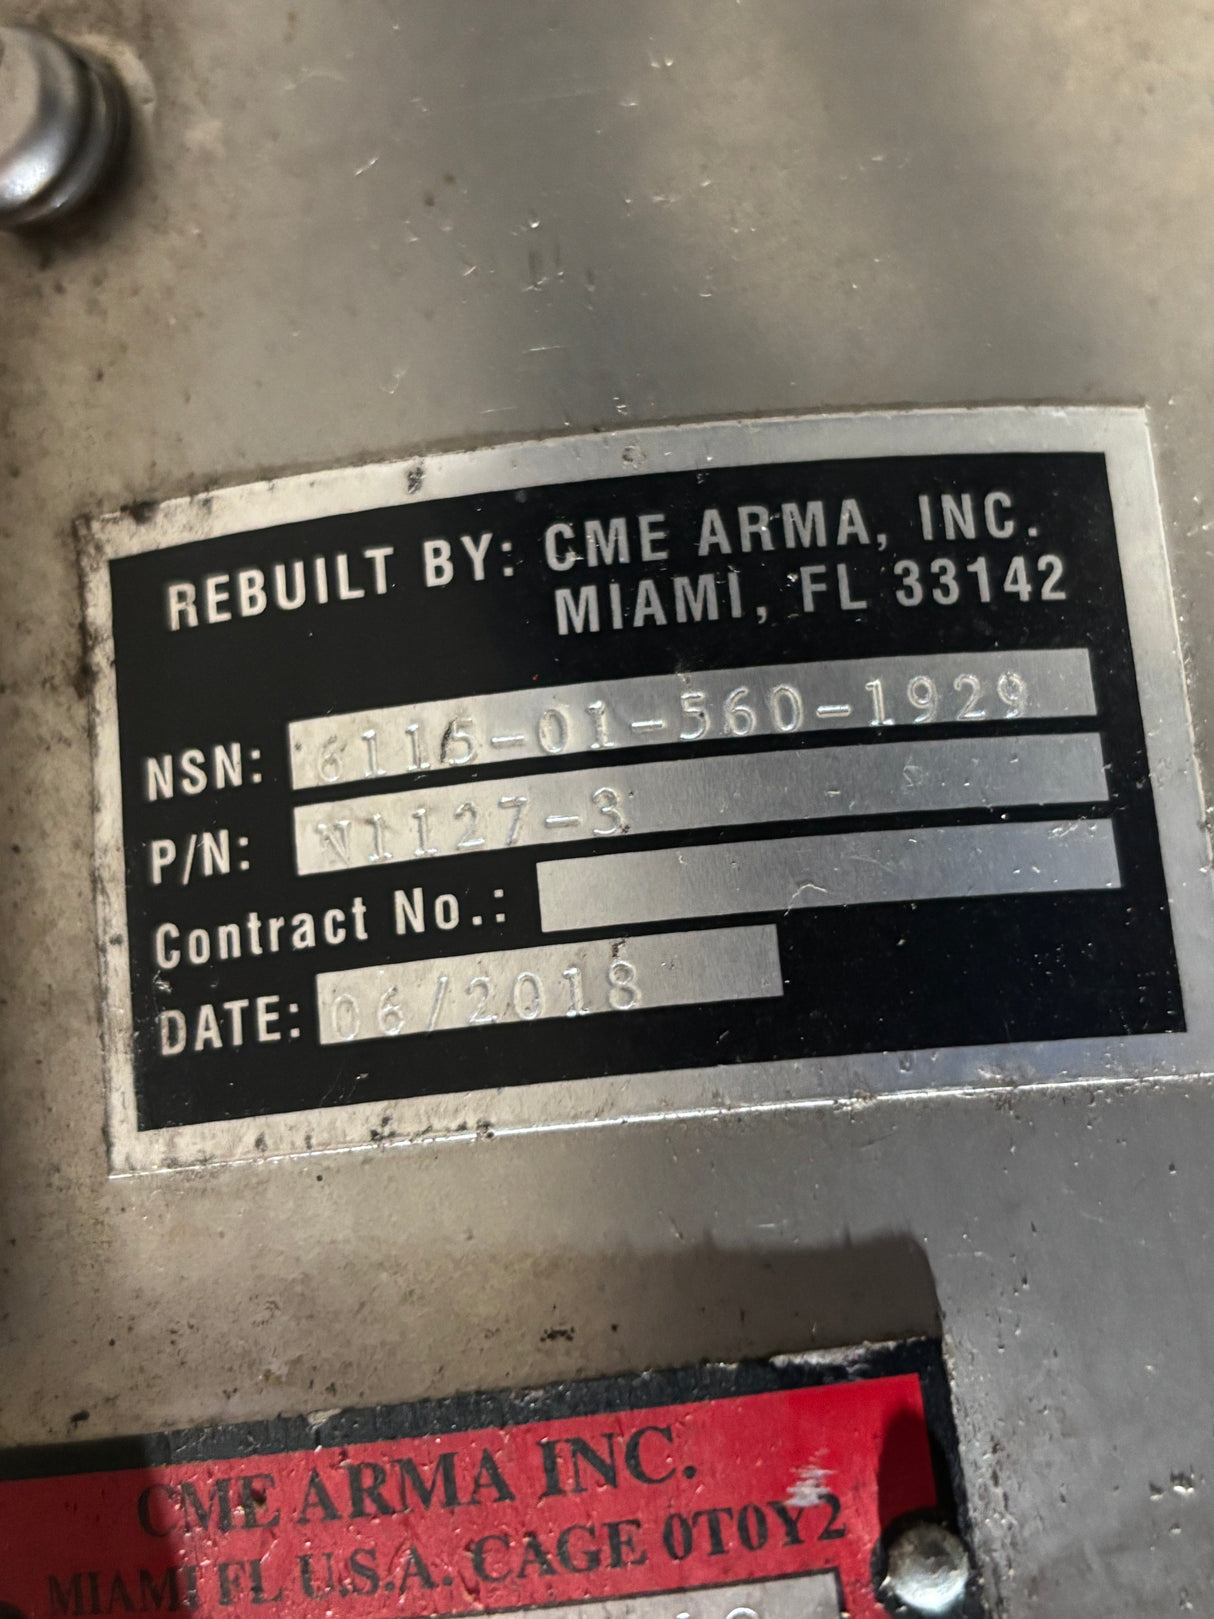 REBUILT BY: CME ARMA, INC.
MIAMI, FL 33142
NSN: 6115-01-560-1929
P/N: N1127-3
Contract No.:
DATE: 06/2018
CME ARMA INC.
MIAMI FL U.S.A. CAGE 0T0Y2